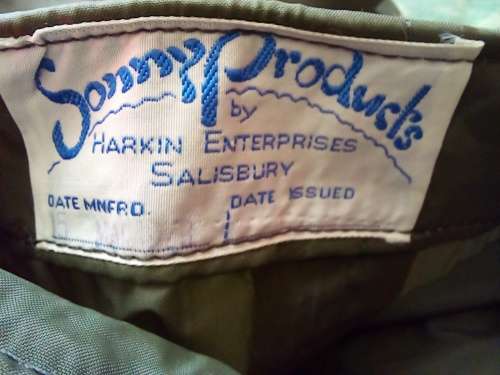 Sonny Products
by
HARKIN ENTERPRISES
SALISBURY
DATE MNFRD. DATE ISSUED